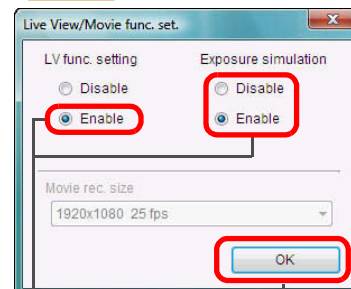 Live View/Movie func. set.
LV func. setting Exposure simulation
Disable Disable
Enable Enable
Movie rec. size
1920x1080 25 fps
OK